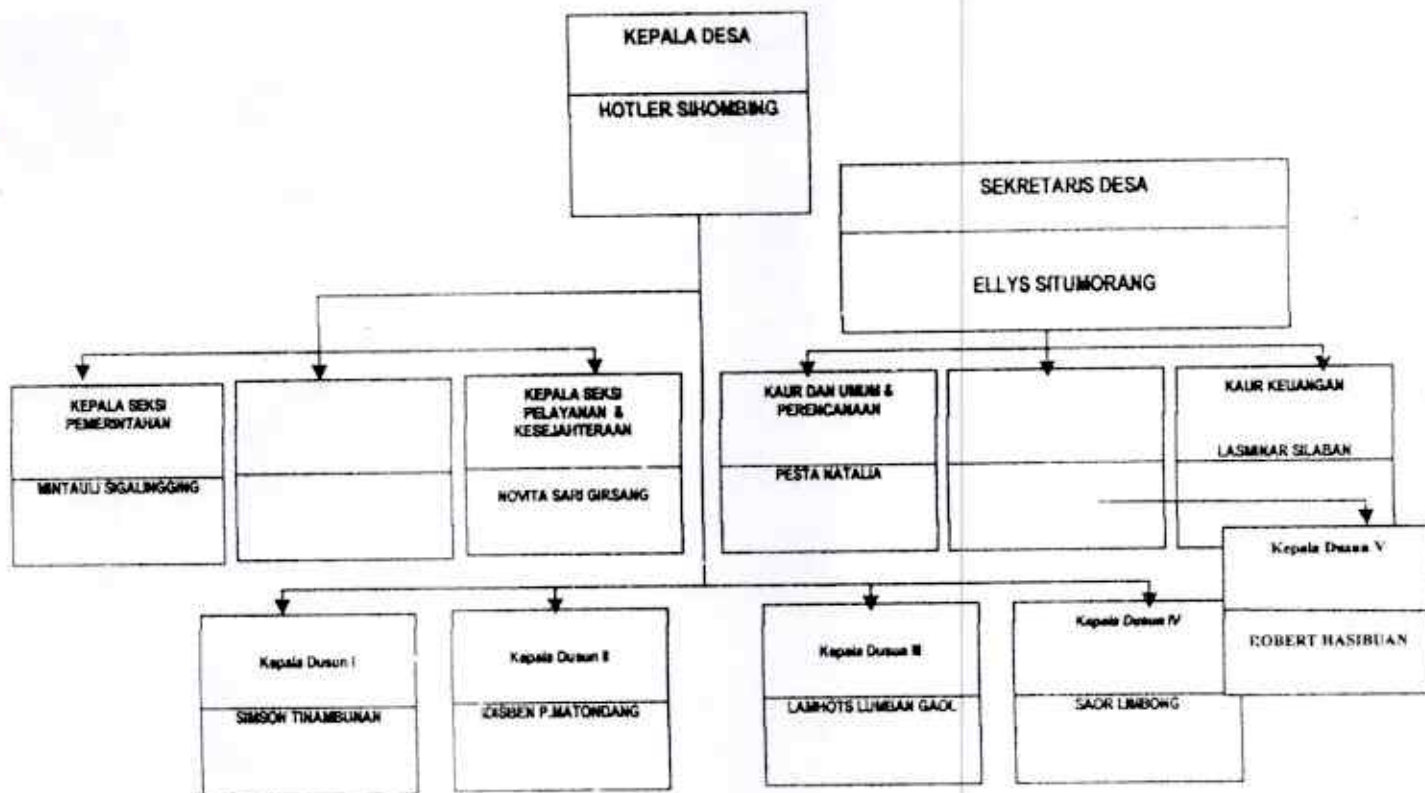 KEPALA DESA
HOTLER SIHOMBING
SEKRETARIS DESA
ELLYS SITUMORANG
KEPALA SEKSI
PEMERINTAHAN
MINTAULI SIGALINGGING
KEPALA SEKSI
PELAYANAN &
KESEJAHTERAAN
NOVITA SARI GIRSANG
KAUR DAN UMUM &
PERENCANAAN
PESTA NATALIA
KAUR KEUANGAN
LASMINAR SILABAN
Kepala Dusun I
SIMSON TINAMBUNAN
Kepala Dusun II
P.MATONDANG
Kepala Dusun III
LAMHOTS LUMBAN GAOL
Kepala Dusun IV
SAOR LIMBONG
Kepala Dusun V
ROBERT HASIBUAN